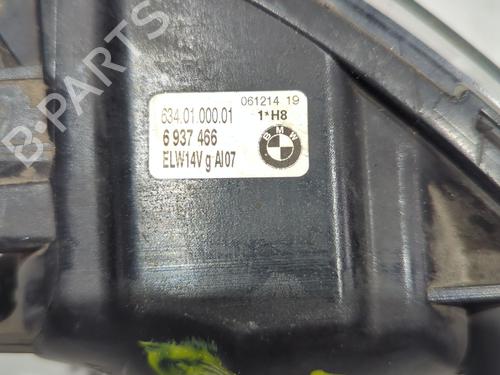 B-PARTS
061214 19
634.01.000.01 1*H8
6 937 466
BMW
ELW14V g Al07